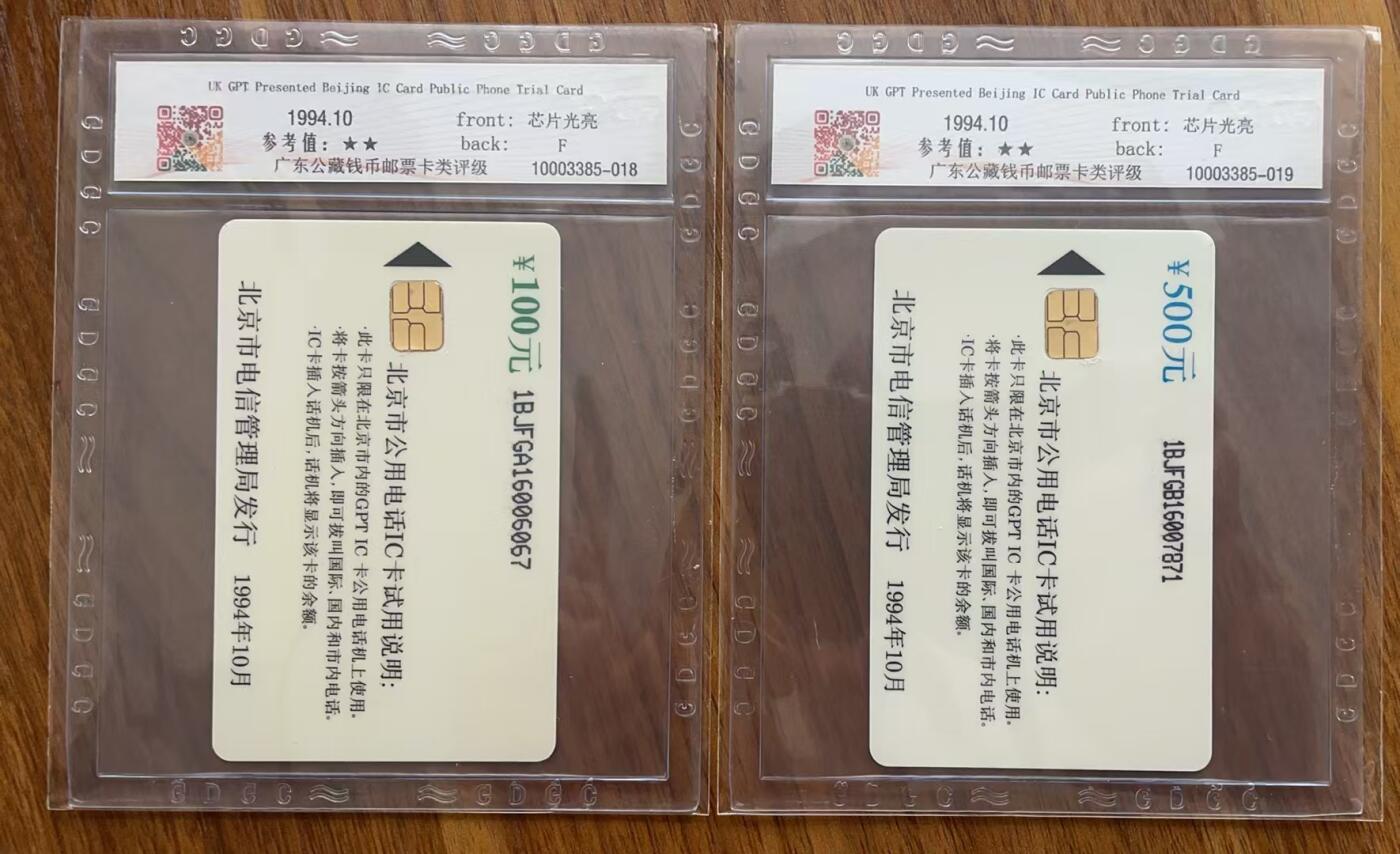 UK GPT Presented Beijing IC Card Public Phone Trial Card
1994.10
front: 芯片光亮
参考值：★★
back: F
广东公藏钱币邮票卡类评级
10003385-018
¥100元
1BJFGA16006067
北京市公用电话IC卡试用说明:
·此卡只限在北京市内的GPT IC 卡公用电话机上使用。
·将卡按箭头方向插入,即可拔叫国际、国内和市内电话。
·IC卡插入话机后,话机将显示该卡的余额。
北京市电信管理局发行 1994年10月
UK GPT Presented Beijing IC Card Public Phone Trial Card
1994.10
front: 芯片光亮
参考值：★★
back: F
广东公藏钱币邮票卡类评级
10003385-019
¥500元
1BJFGB16007871
北京市公用电话IC卡试用说明:
·此卡只限在北京市内的GPT IC 卡公用电话机上使用。
·将卡按箭头方向插入,即可拔叫国际、国内和市内电话。
·IC卡插入话机后,话机将显示该卡的余额。
北京市电信管理局发行 1994年10月